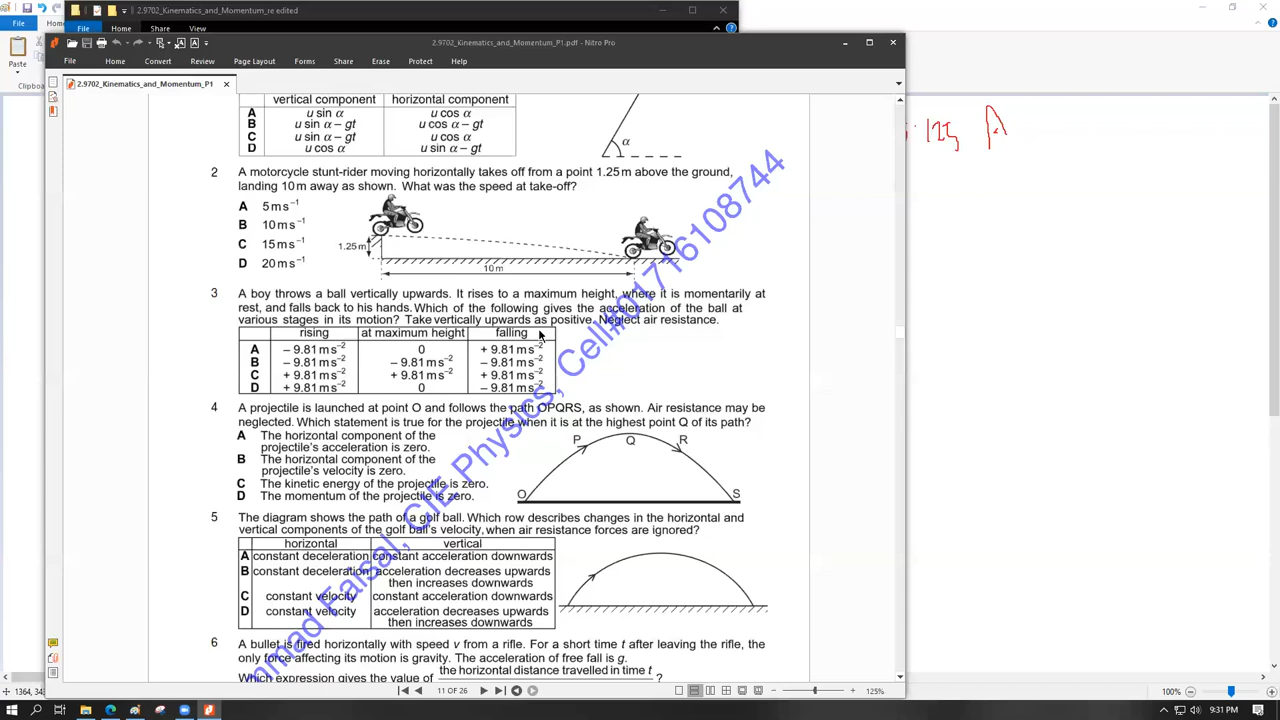 2.9702_Kinematics_and_Momentum_re edited
File Home Share View
File Home
Paste
Clipboard
2.9702_Kinematics_and_Momentum_P1.pdf - Nitro Pro
File Home Convert Review Page Layout Forms Share Erase Protect Help
2.9702_Kinematics_and_Momentum_P1
vertical component horizontal component
A u sin α u cos α
B u sin α – gt u cos α – gt
C u sin α – gt u cos α
D u cos α u sin α – gt
α
2 A motorcycle stunt-rider moving horizontally takes off from a point 1.25 m above the ground,
landing 10 m away as shown. What was the speed at take-off?
A 5 m s⁻¹
B 10 m s⁻¹
C 15 m s⁻¹
D 20 m s⁻¹
1.25 m
10 m
3 A boy throws a ball vertically upwards. It rises to a maximum height, where it is momentarily at
rest, and falls back to his hands. Which of the following gives the acceleration of the ball at
various stages in its motion? Take vertically upwards as positive. Neglect air resistance.
rising at maximum height falling
A – 9.81 m s⁻² 0 + 9.81 m s⁻²
B – 9.81 m s⁻² – 9.81 m s⁻² – 9.81 m s⁻²
C + 9.81 m s⁻² + 9.81 m s⁻² + 9.81 m s⁻²
D + 9.81 m s⁻² 0 – 9.81 m s⁻²
4 A projectile is launched at point O and follows the path OPQRS, as shown. Air resistance may be
neglected. Which statement is true for the projectile when it is at the highest point Q of its path?
A The horizontal component of the
projectile's acceleration is zero.
B The horizontal component of the
projectile's velocity is zero.
C The kinetic energy of the projectile is zero.
D The momentum of the projectile is zero.
P Q R
O S
5 The diagram shows the path of a golf ball. Which row describes changes in the horizontal and
vertical components of the golf ball's velocity, when air resistance forces are ignored?
horizontal vertical
A constant deceleration constant acceleration downwards
B constant deceleration acceleration decreases upwards
then increases downwards
C constant velocity constant acceleration downwards
D constant velocity acceleration decreases upwards
then increases downwards
6 A bullet is fired horizontally with speed v from a rifle. For a short time t after leaving the rifle, the
only force affecting its motion is gravity. The acceleration of free fall is g.
Which expression gives the value of the horizontal distance travelled in time t ?
Faisal, CIE Physics, Cell#01716108744
125 A
11 OF 26
125%
1364, 343
100%
9:31 PM